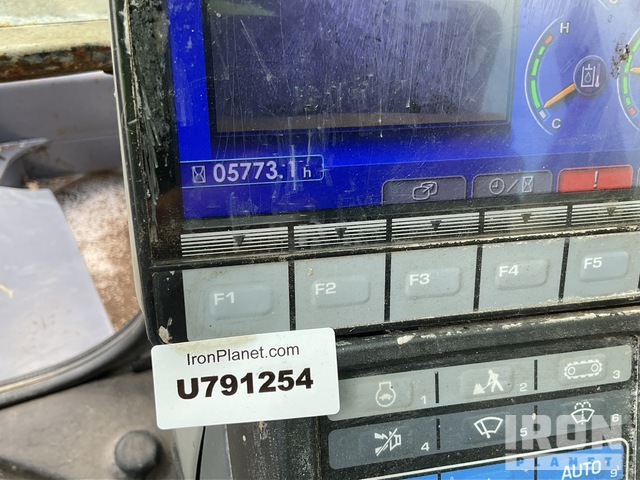 H
C
05773.1h
!
F1
F2
F3
F4
F5
IronPlanet.com
U791254
1
2
3
4
5
6
AUTO
9
IRON
PLANET